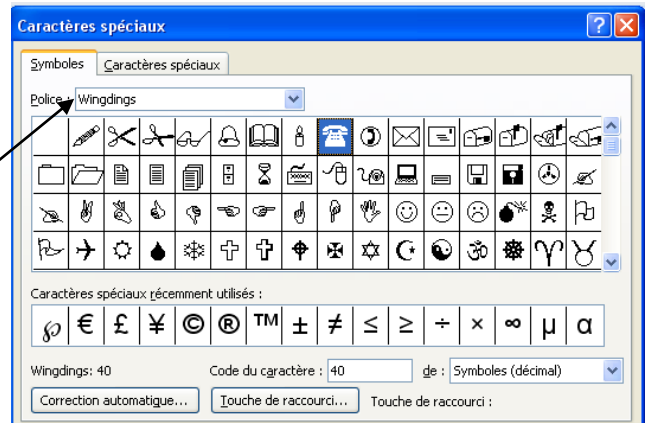 Caractères spéciaux
Symboles Caractères spéciaux
Police : Wingdings
Caractères spéciaux récemment utilisés :
℘ € £ ¥ © ® ™ ± ≠ ≤ ≥ ÷ × ∞ µ α
Wingdings: 40 Code du caractère : 40 de : Symboles (décimal)
Correction automatique... Touche de raccourci... Touche de raccourci :